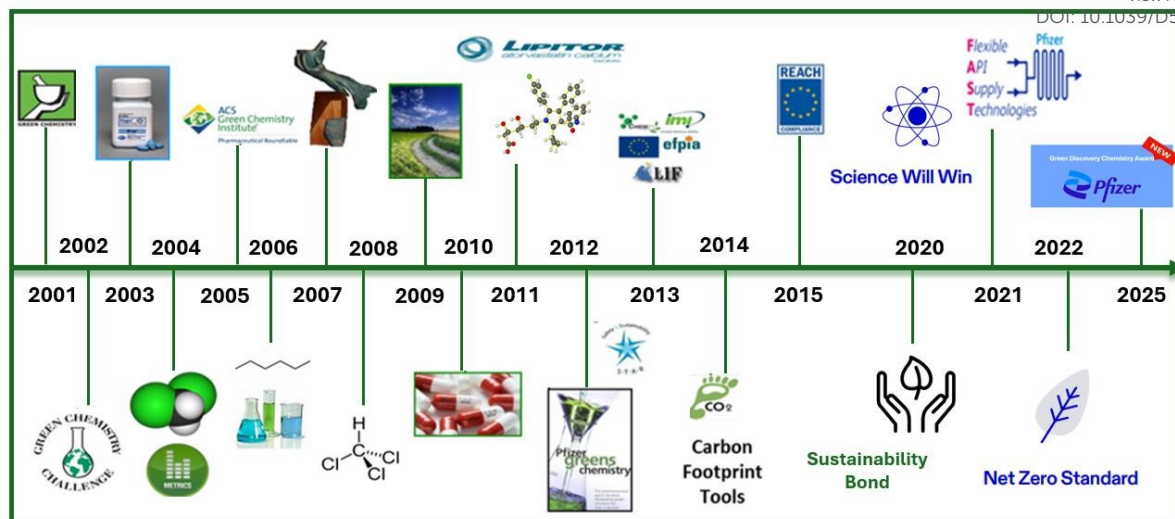 DOI: 10.1039/D5
GREEN CHEMISTRY
ACS
Green Chemistry
Institute®
Pharmaceutical Roundtable
LIPITOR
atorvastatin calcium
CHEM
imi
efpia
LIF
REACH
COMPLIANCE
Science Will Win
Flexible
API
Supply
Technologies
Pfizer
Green Discovery Chemistry Award
NEW
Pfizer
2002
2004
2006
2008
2010
2012
2014
2020
2022
2001
2003
2005
2007
2009
2011
2013
2015
2021
2025
GREEN CHEMISTRY
CHALLENGE
METRICS
H
C
Cl
Cl
Cl
Pfizer
greens
chemistry
Safety & Sustainability
S·T·A·R
CO2
Carbon
Footprint
Tools
Sustainability
Bond
Net Zero Standard